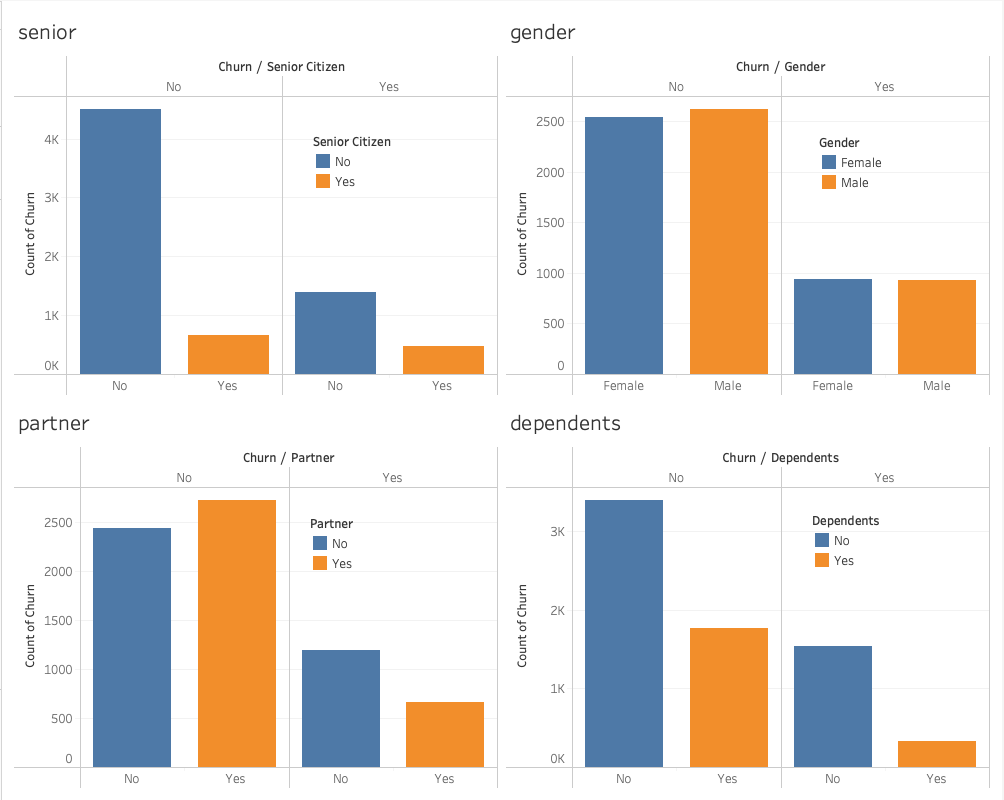 senior
Churn / Senior Citizen
No Yes
Senior Citizen
No
Yes
Count of Churn
4K
3K
2K
1K
0K
No Yes No Yes
gender
Churn / Gender
No Yes
Gender
Female
Male
Count of Churn
2500
2000
1500
1000
500
0
Female Male Female Male
partner
Churn / Partner
No Yes
Partner
No
Yes
Count of Churn
2500
2000
1500
1000
500
0
No Yes No Yes
dependents
Churn / Dependents
No Yes
Dependents
No
Yes
Count of Churn
3K
2K
1K
0K
No Yes No Yes